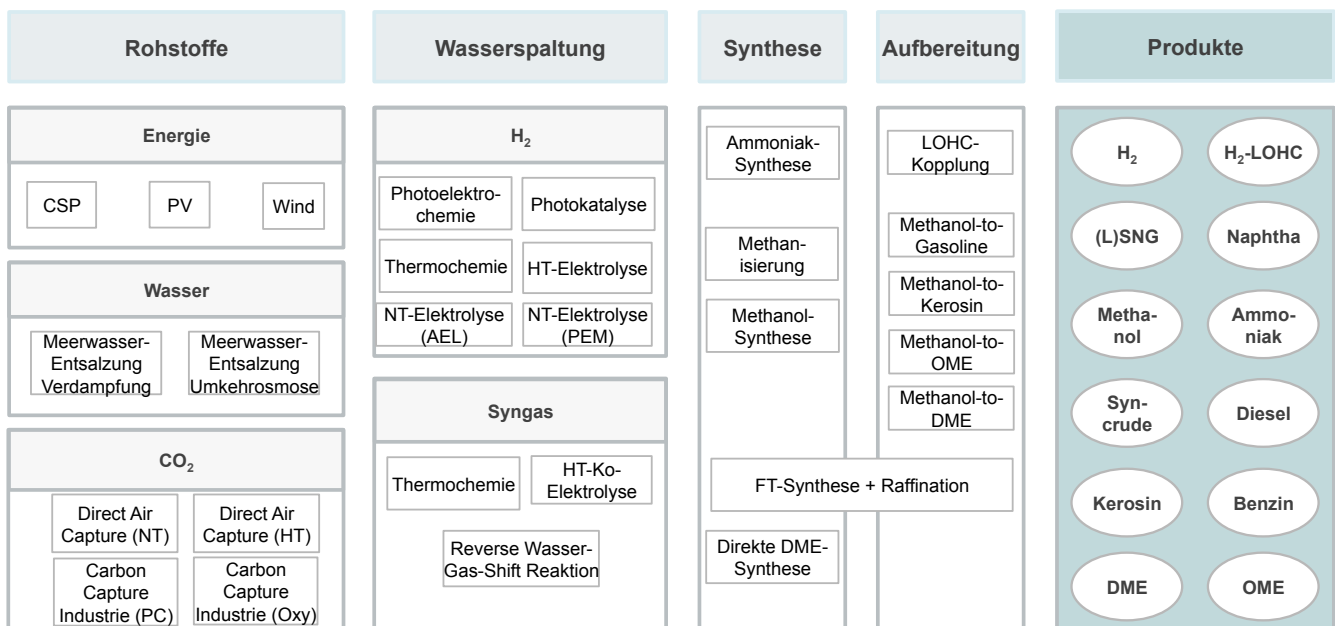 Rohstoffe
Wasserspaltung
Synthese
Aufbereitung
Produkte
Energie
CSP
PV
Wind
Wasser
Meerwasser-
Entsalzung
Verdampfung
Meerwasser-
Entsalzung
Umkehrosmose
CO₂
Direct Air
Capture (NT)
Direct Air
Capture (HT)
Carbon
Capture
Industrie (PC)
Carbon
Capture
Industrie (Oxy)
H₂
Photoelektro-
chemie
Photokatalyse
Thermochemie
HT-Elektrolyse
NT-Elektrolyse
(AEL)
NT-Elektrolyse
(PEM)
Syngas
Thermochemie
HT-Ko-
Elektrolyse
Reverse Wasser-
Gas-Shift Reaktion
Ammoniak-
Synthese
Methan-
isierung
Methanol-
Synthese
FT-Synthese + Raffination
Direkte DME-
Synthese
LOHC-
Kopplung
Methanol-to-
Gasoline
Methanol-to-
Kerosin
Methanol-to-
OME
Methanol-to-
DME
H₂
H₂-LOHC
(L)SNG
Naphtha
Metha-
nol
Ammo-
niak
Syn-
crude
Diesel
Kerosin
Benzin
DME
OME